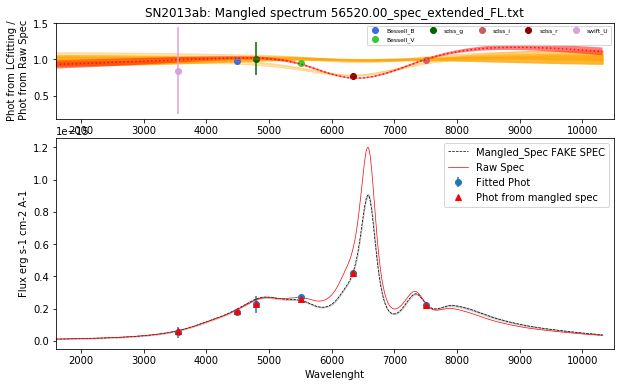 SN2013ab: Mangled spectrum 56520.00_spec_extended_FL.txt
Phot from LCfitting /
Phot from Raw Spec
1.5
1.0
0.5
Bessell_B
Bessell_V
sdss_g
sdss_i
sdss_r
swift_U
2000 3000 4000 5000 6000 7000 8000 9000 10000
Flux erg s-1 cm-2 A-1
1.2
1.0
0.8
0.6
0.4
0.2
0.0
Mangled_Spec FAKE SPEC
Raw Spec
Fitted Phot
Phot from mangled spec
2000 3000 4000 5000 6000 7000 8000 9000 10000
Wavelenght